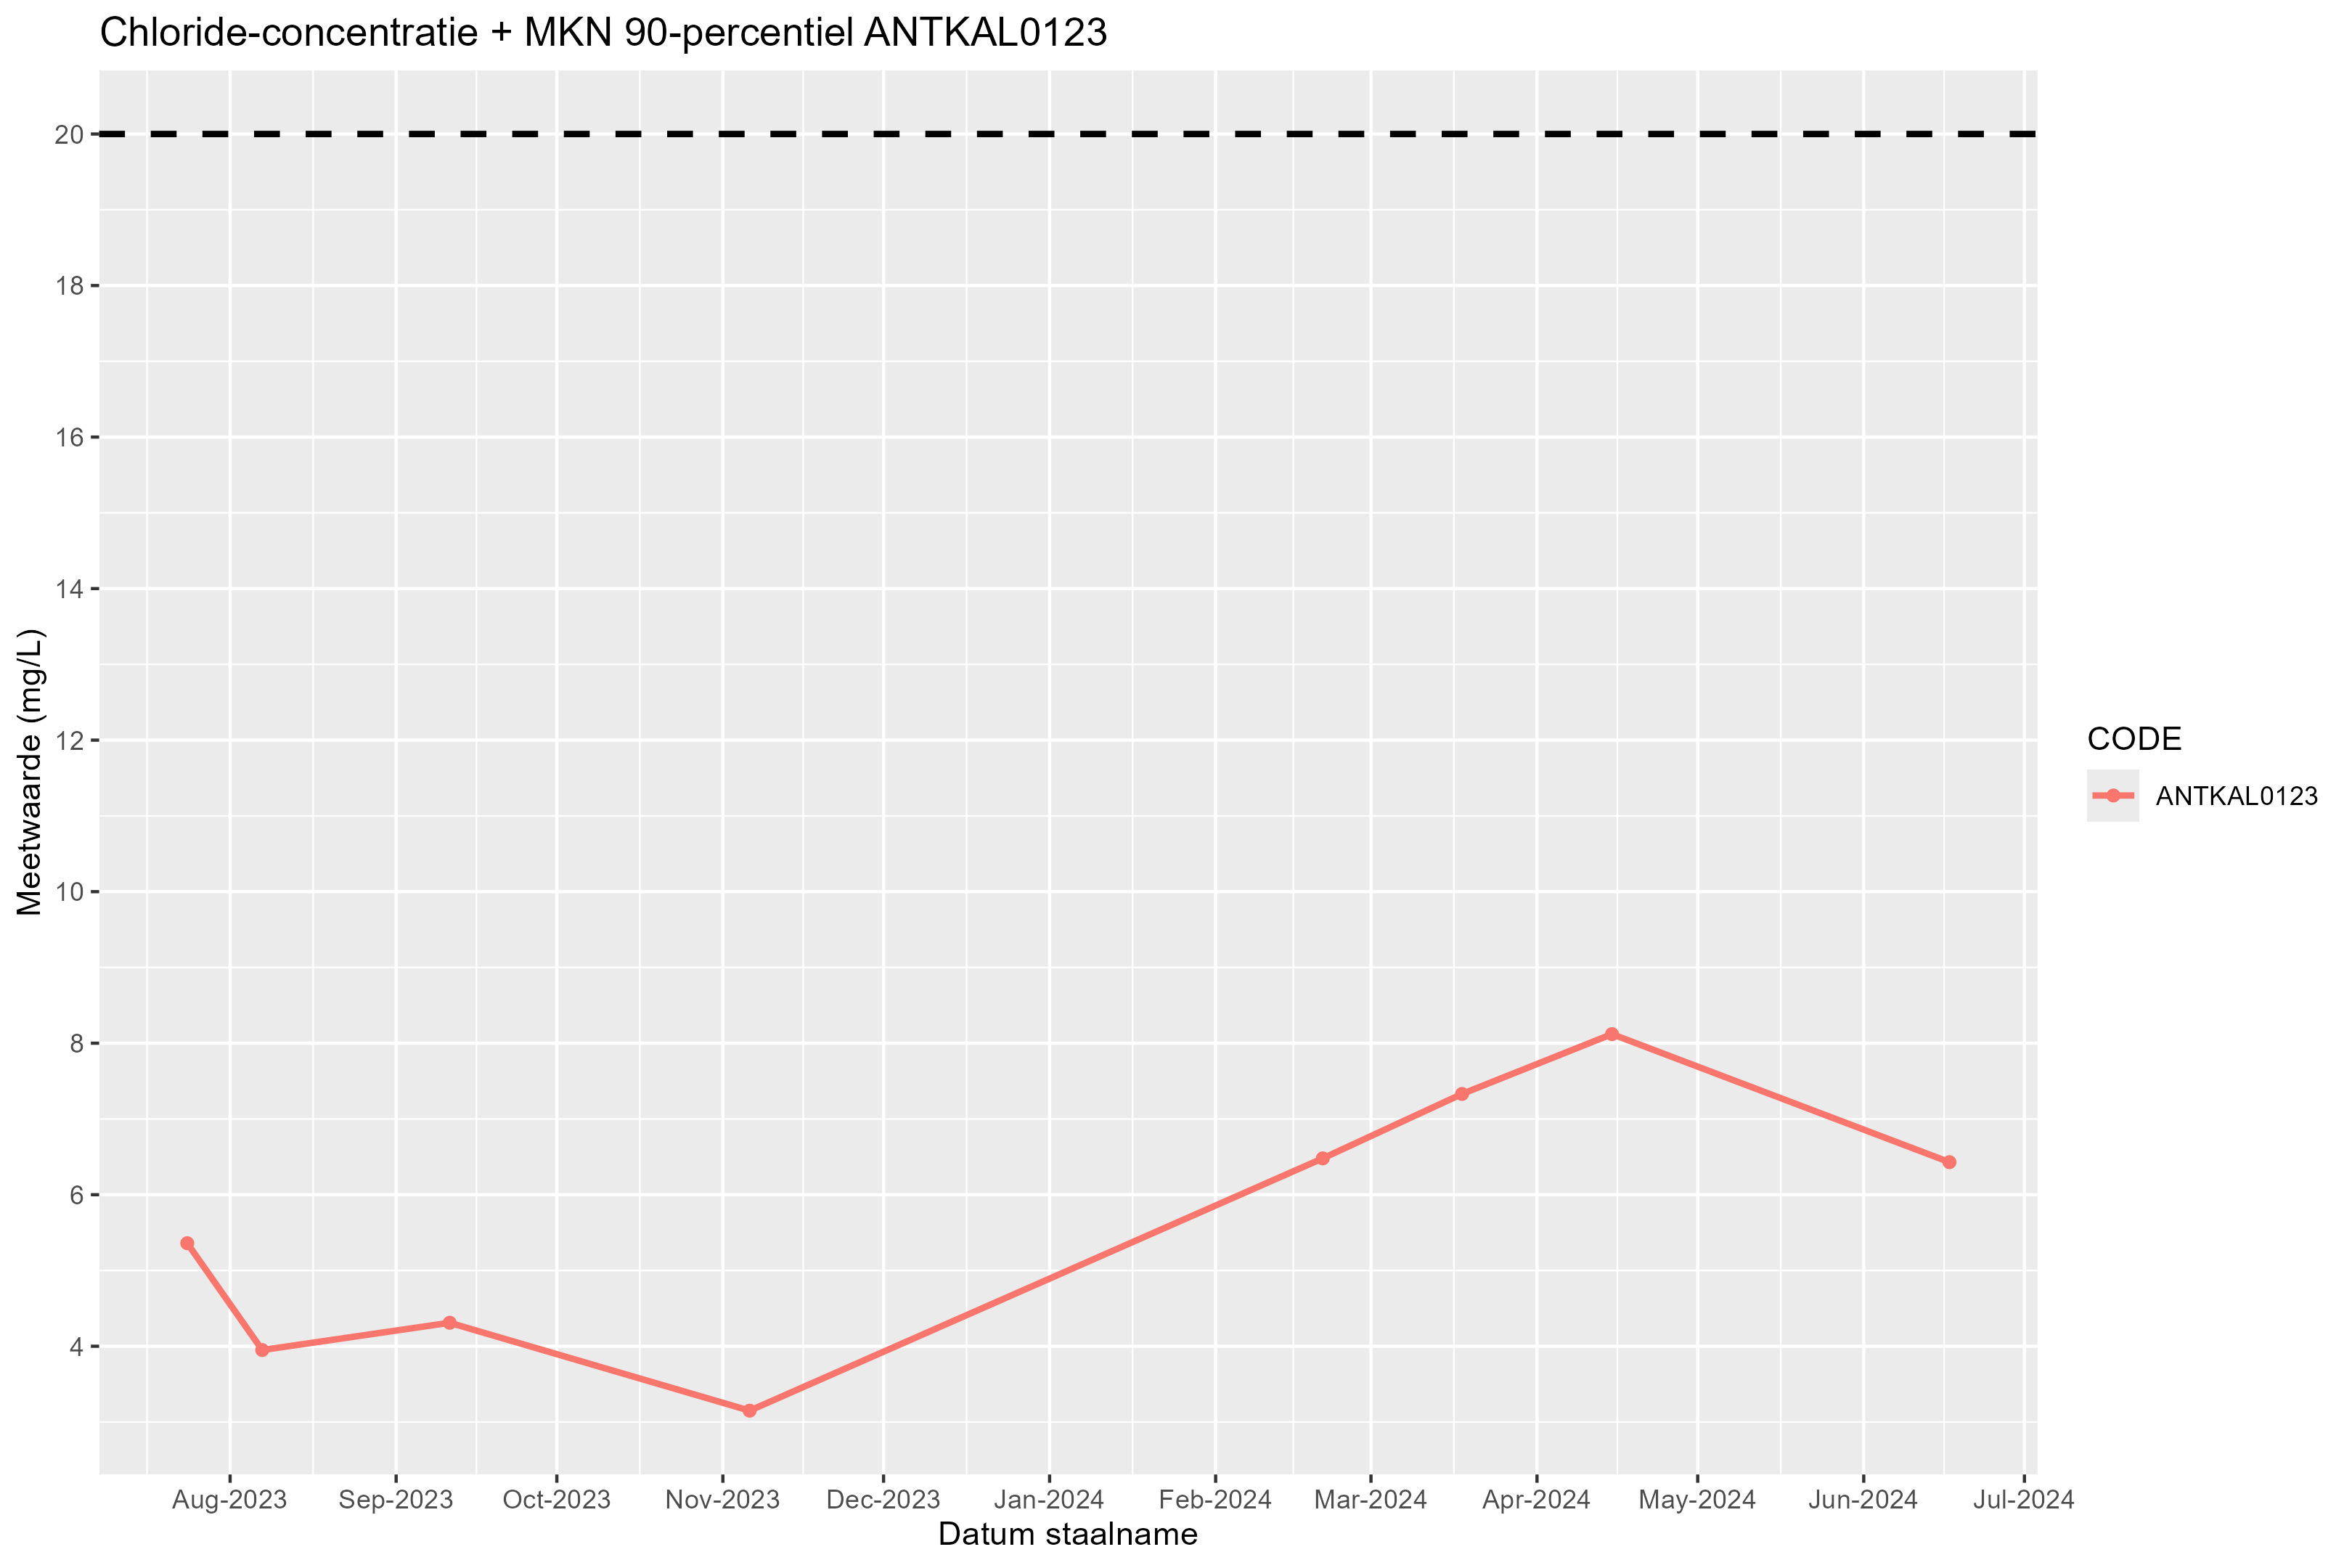 Chloride-concentratie + MKN 90-percentiel ANTKAL0123
Meetwaarde (mg/L)
20
18
16
14
12
10
8
6
4
Aug-2023 Sep-2023 Oct-2023 Nov-2023 Dec-2023 Jan-2024 Feb-2024 Mar-2024 Apr-2024 May-2024 Jun-2024 Jul-2024
Datum staalname
CODE
ANTKAL0123